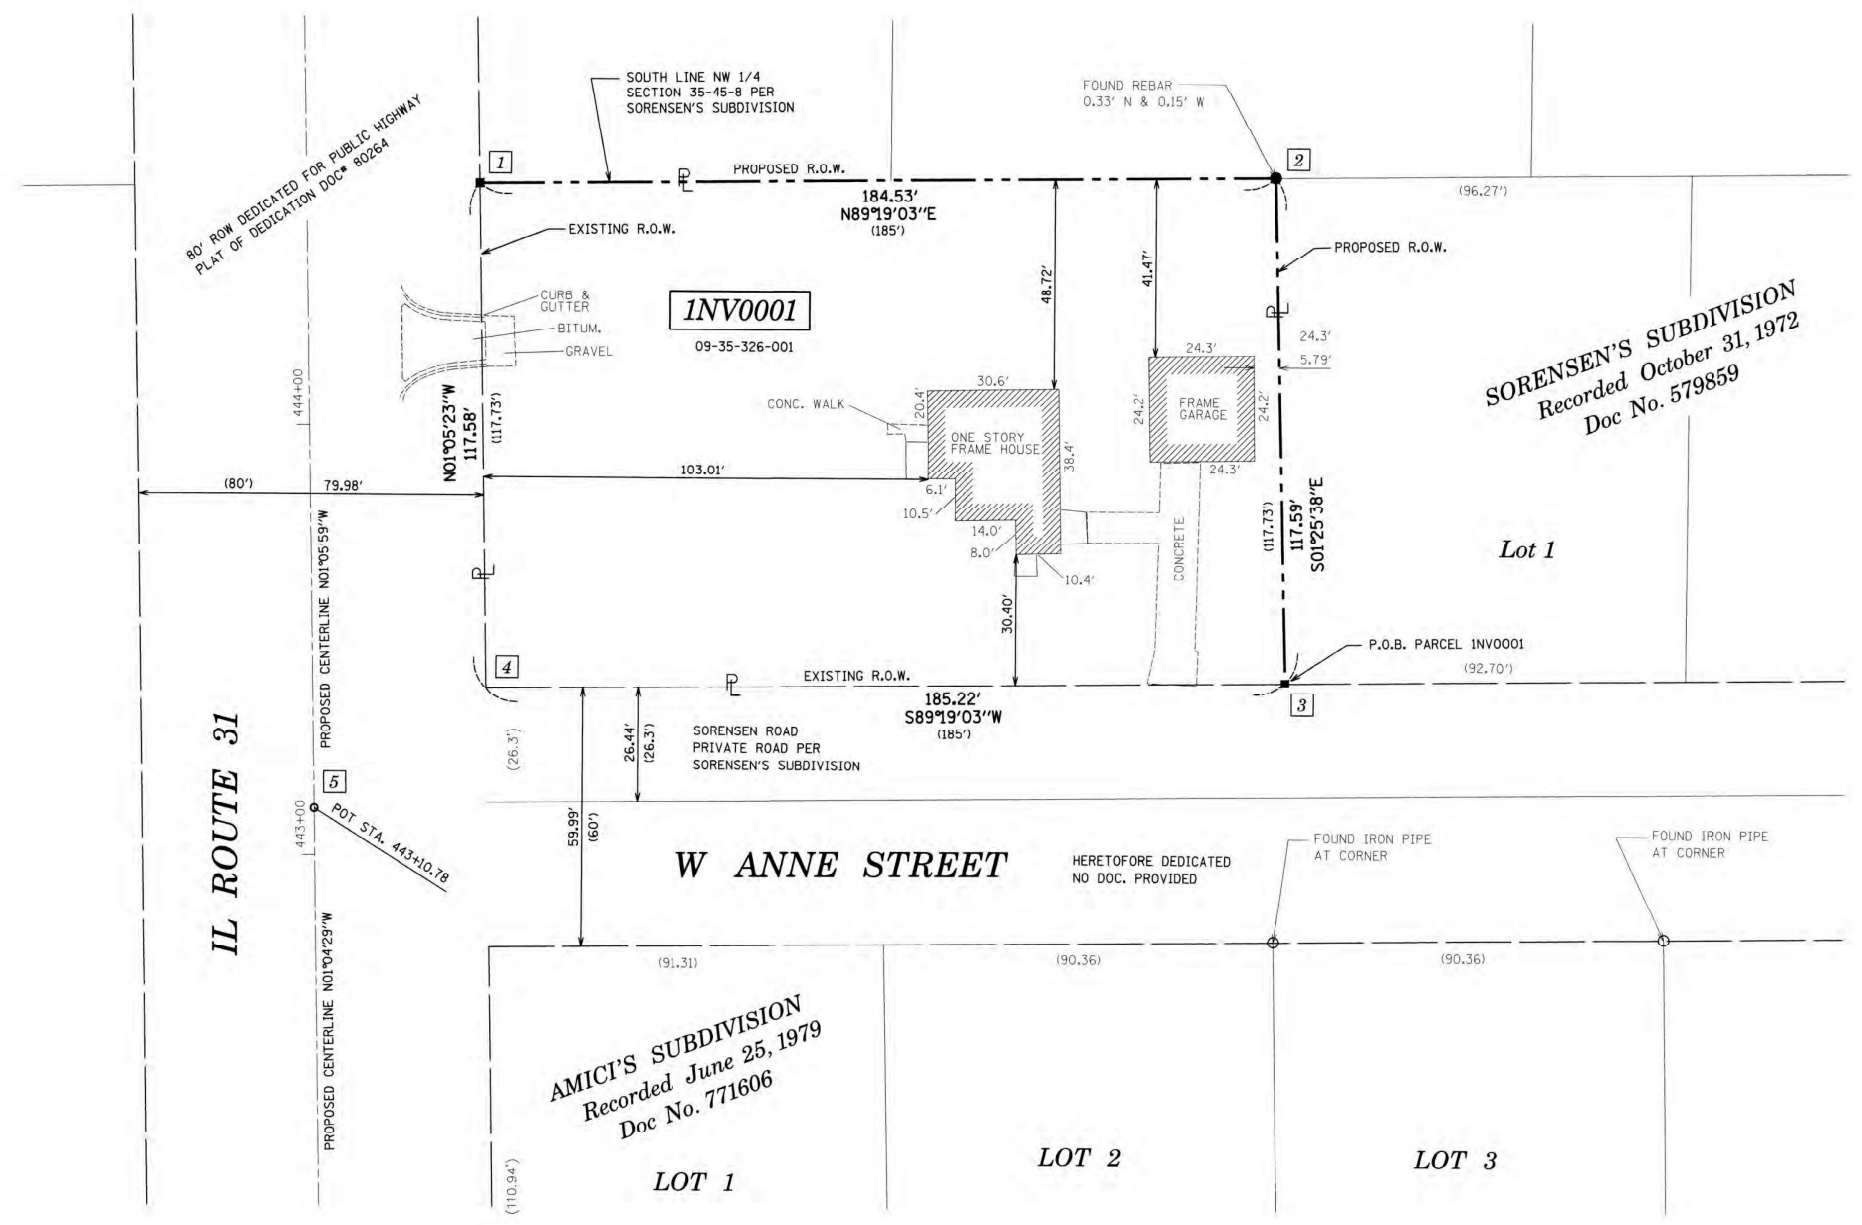 SOUTH LINE NW 1/4
SECTION 35-45-8 PER
SORENSEN'S SUBDIVISION
FOUND REBAR
0.33' N & 0.15' W
80' ROW DEDICATED FOR PUBLIC HIGHWAY
PLAT OF DEDICATION DOC# 80264
1
PL
PROPOSED R.O.W.
2
184.53'
N89°19'03"E
(185')
(96.27')
EXISTING R.O.W.
PROPOSED R.O.W.
48.72'
41.47'
CURB &
GUTTER
BITUM.
GRAVEL
1NV0001
09-35-326-001
PL
24.3'
5.79'
SORENSEN'S SUBDIVISION
Recorded October 31, 1972
Doc No. 579859
444+00
N01°05'23"W
117.58'
(117.73')
CONC. WALK
20.4'
30.6'
ONE STORY
FRAME HOUSE
38.4'
24.3'
24.2'
FRAME
GARAGE
24.2'
24.3'
103.01'
6.1'
10.5'
14.0'
8.0'
10.4'
30.40'
CONCRETE
(80')
79.98'
(117.73')
117.59'
S01°25'38"E
Lot 1
PROPOSED CENTERLINE N01°05'59"W
PL
4
PL
EXISTING R.O.W.
185.22'
S89°19'03"W
(185')
P.O.B. PARCEL 1NV0001
(92.70')
3
IL ROUTE 31
(26.3')
26.44'
(26.3')
SORENSEN ROAD
PRIVATE ROAD PER
SORENSEN'S SUBDIVISION
5
443+00
POT STA. 443+10.78
59.99'
(60')
W ANNE STREET
HERETOFORE DEDICATED
NO DOC. PROVIDED
FOUND IRON PIPE
AT CORNER
FOUND IRON PIPE
AT CORNER
PROPOSED CENTERLINE N01°04'29"W
(91.31)
(90.36)
(90.36)
AMICI'S SUBDIVISION
Recorded June 25, 1979
Doc No. 771606
(110.94')
LOT 1
LOT 2
LOT 3